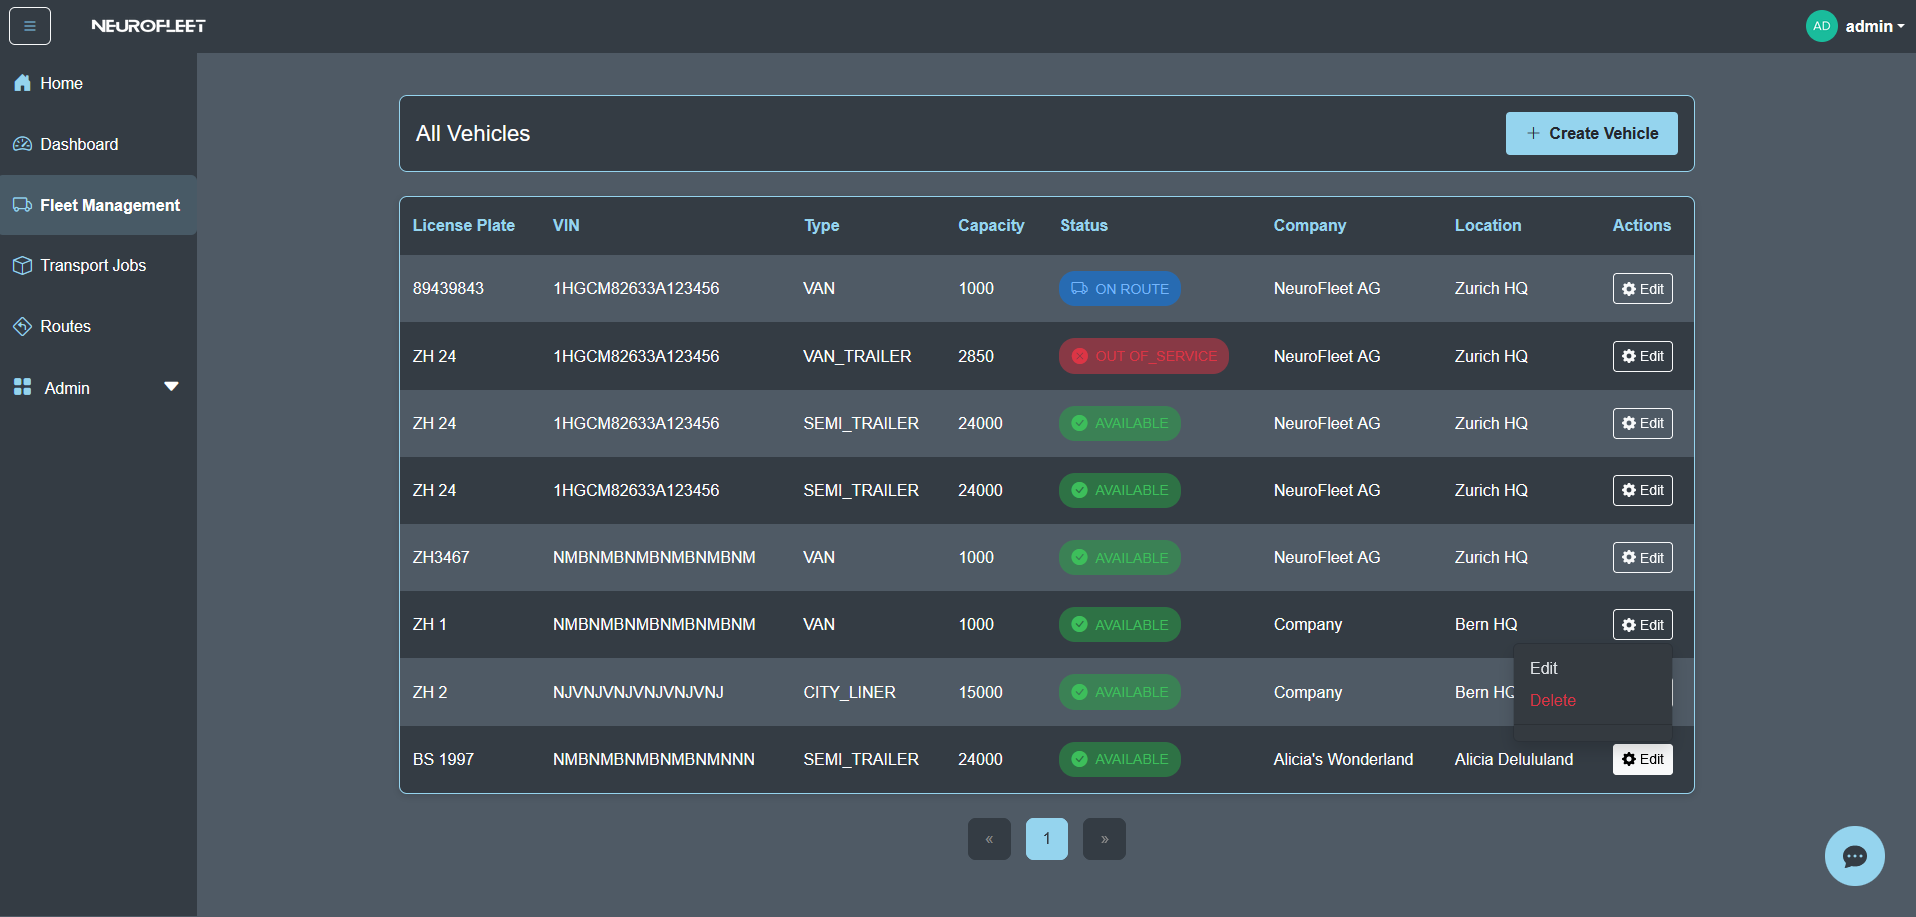 NEUROFLEET
AD admin
Home
Dashboard
Fleet Management
Transport Jobs
Routes
Admin
All Vehicles
+ Create Vehicle
License Plate VIN Type Capacity Status Company Location Actions
89439843 1HGCM82633A123456 VAN 1000 ON ROUTE NeuroFleet AG Zurich HQ Edit
ZH 24 1HGCM82633A123456 VAN_TRAILER 2850 OUT OF_SERVICE NeuroFleet AG Zurich HQ Edit
ZH 24 1HGCM82633A123456 SEMI_TRAILER 24000 AVAILABLE NeuroFleet AG Zurich HQ Edit
ZH 24 1HGCM82633A123456 SEMI_TRAILER 24000 AVAILABLE NeuroFleet AG Zurich HQ Edit
ZH3467 NMBNMBNMBNMBNMBNM VAN 1000 AVAILABLE NeuroFleet AG Zurich HQ Edit
ZH 1 NMBNMBNMBNMBNMBNM VAN 1000 AVAILABLE Company Bern HQ Edit
Edit
Delete
ZH 2 NJVNJVNJVNJVNJVNJ CITY_LINER 15000 AVAILABLE Company Bern HQ
BS 1997 NMBNMBNMBNMBNMNNN SEMI_TRAILER 24000 AVAILABLE Alicia's Wonderland Alicia Delululand Edit
« 1 »